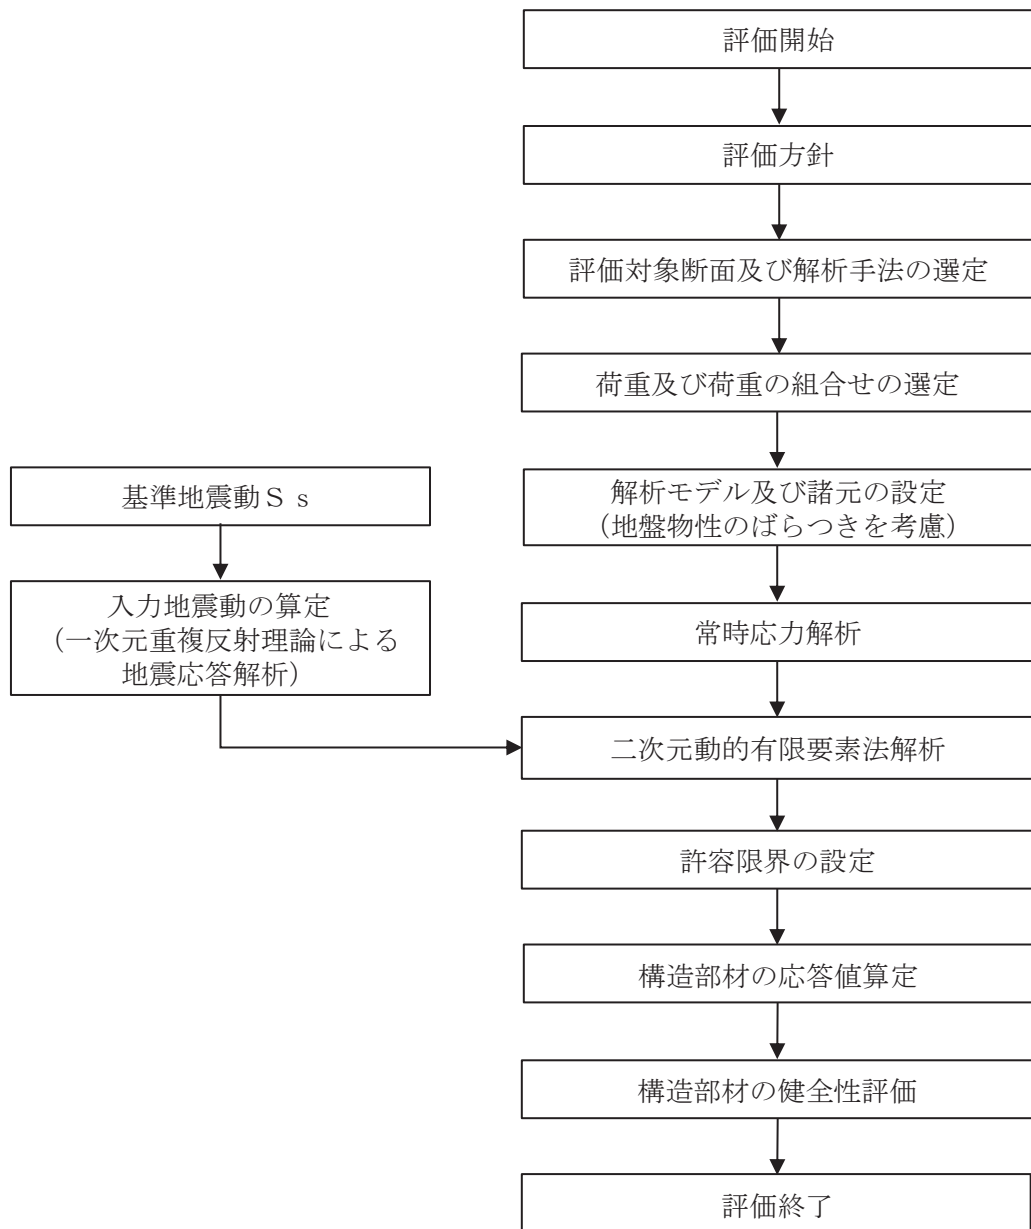 評価開始
評価方針
評価対象断面及び解析手法の選定
荷重及び荷重の組合せの選定
基準地震動Ｓｓ
解析モデル及び諸元の設定
（地盤物性のばらつきを考慮）
入力地震動の算定
（一次元重複反射理論による
地震応答解析）
常時応力解析
二次元動的有限要素法解析
許容限界の設定
構造部材の応答値算定
構造部材の健全性評価
評価終了